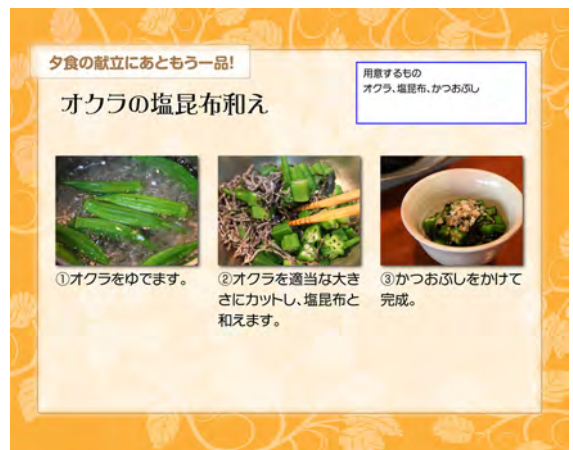 夕食の献立にあともう一品!
用意するもの
オクラ、塩昆布、かつおぶし
オクラの塩昆布和え
①オクラをゆでます。
②オクラを適当な大き
さにカットし、塩昆布と
和えます。
③かつおぶしをかけて
完成。